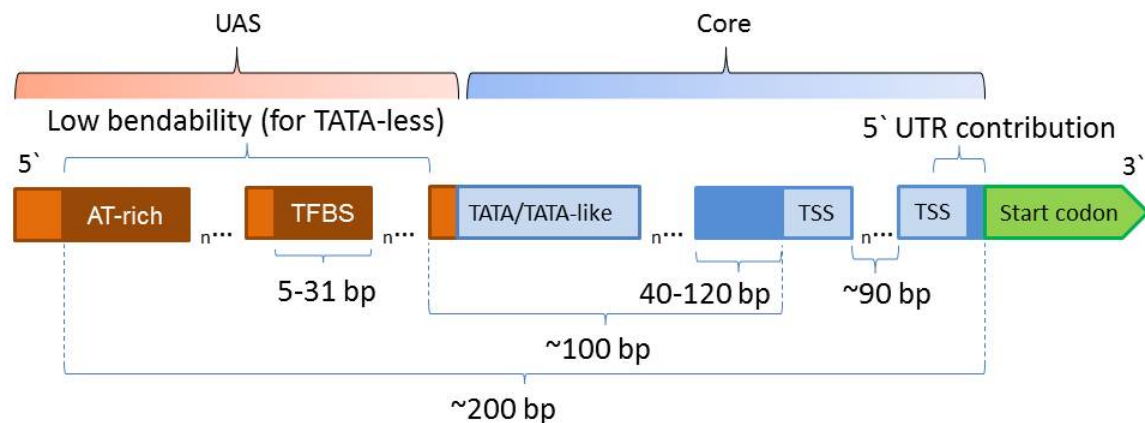 UAS
Core
Low bendability (for TATA-less)
5` UTR contribution
5`
3`
AT-rich
n...
TFBS
n...
TATA/TATA-like
n...
TSS
n...
TSS
Start codon
5-31 bp
40-120 bp
~90 bp
~100 bp
~200 bp